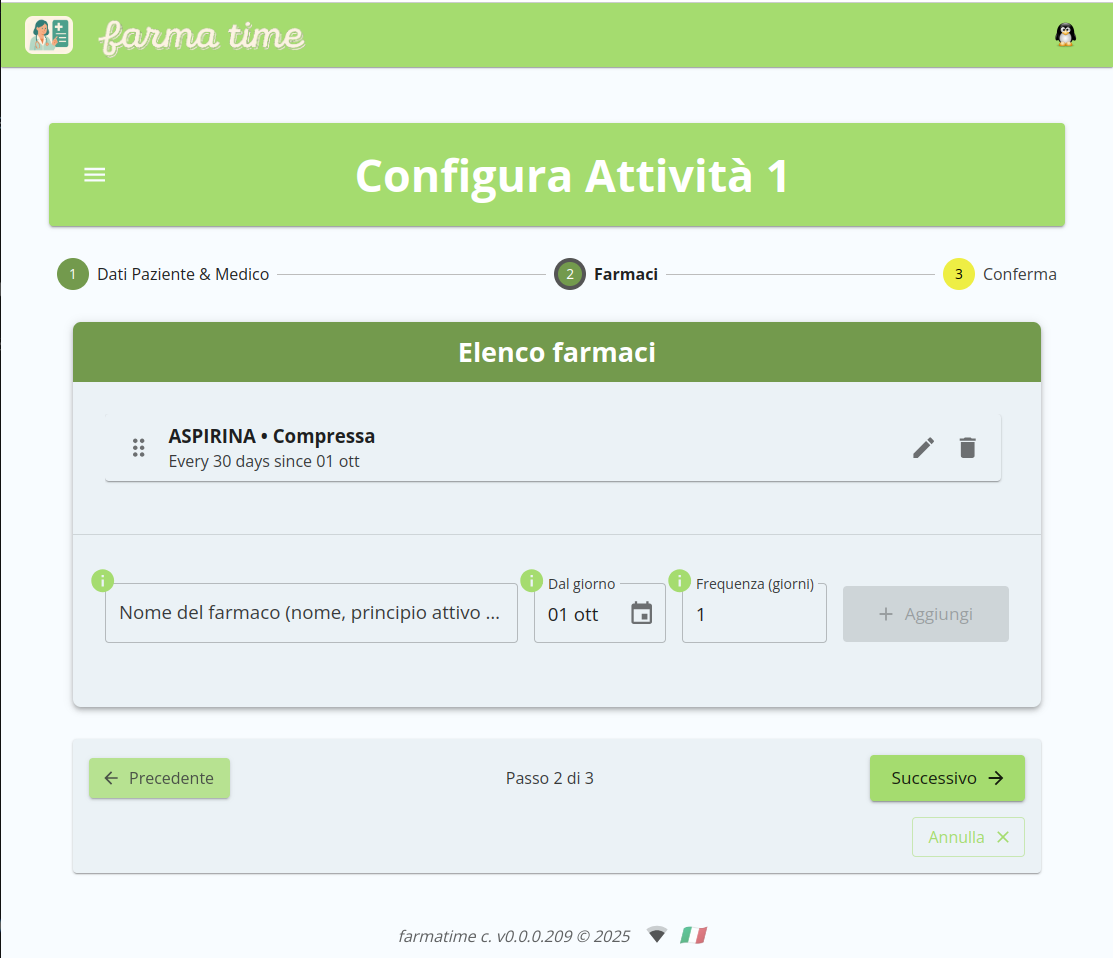 farma time
Configura Attività 1
1 Dati Paziente & Medico
2 Farmaci
3 Conferma
Elenco farmaci
ASPIRINA • Compressa
Every 30 days since 01 ott
i
i Dal giorno
i Frequenza (giorni)
Nome del farmaco (nome, principio attivo ...
01 ott
1
+ Aggiungi
← Precedente
Passo 2 di 3
Successivo →
Annulla ×
farmatime c. v0.0.0.209 © 2025